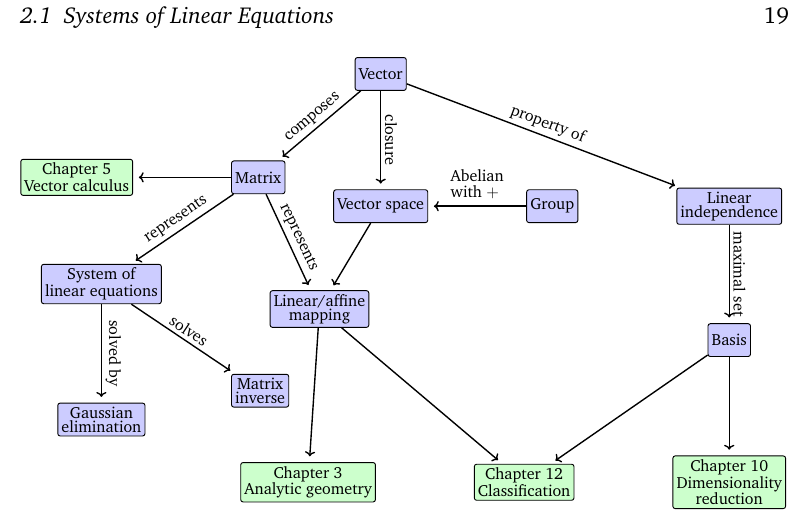 2.1 Systems of Linear Equations 19
Vector
composes
closure
property of
Chapter 5
Vector calculus
Matrix
Abelian
with +
Vector space
Group
Linear
independence
represents
represents
maximal set
System of
linear equations
Linear/affine
mapping
solved by
solves
Basis
Matrix
inverse
Gaussian
elimination
Chapter 3
Analytic geometry
Chapter 12
Classification
Chapter 10
Dimensionality
reduction